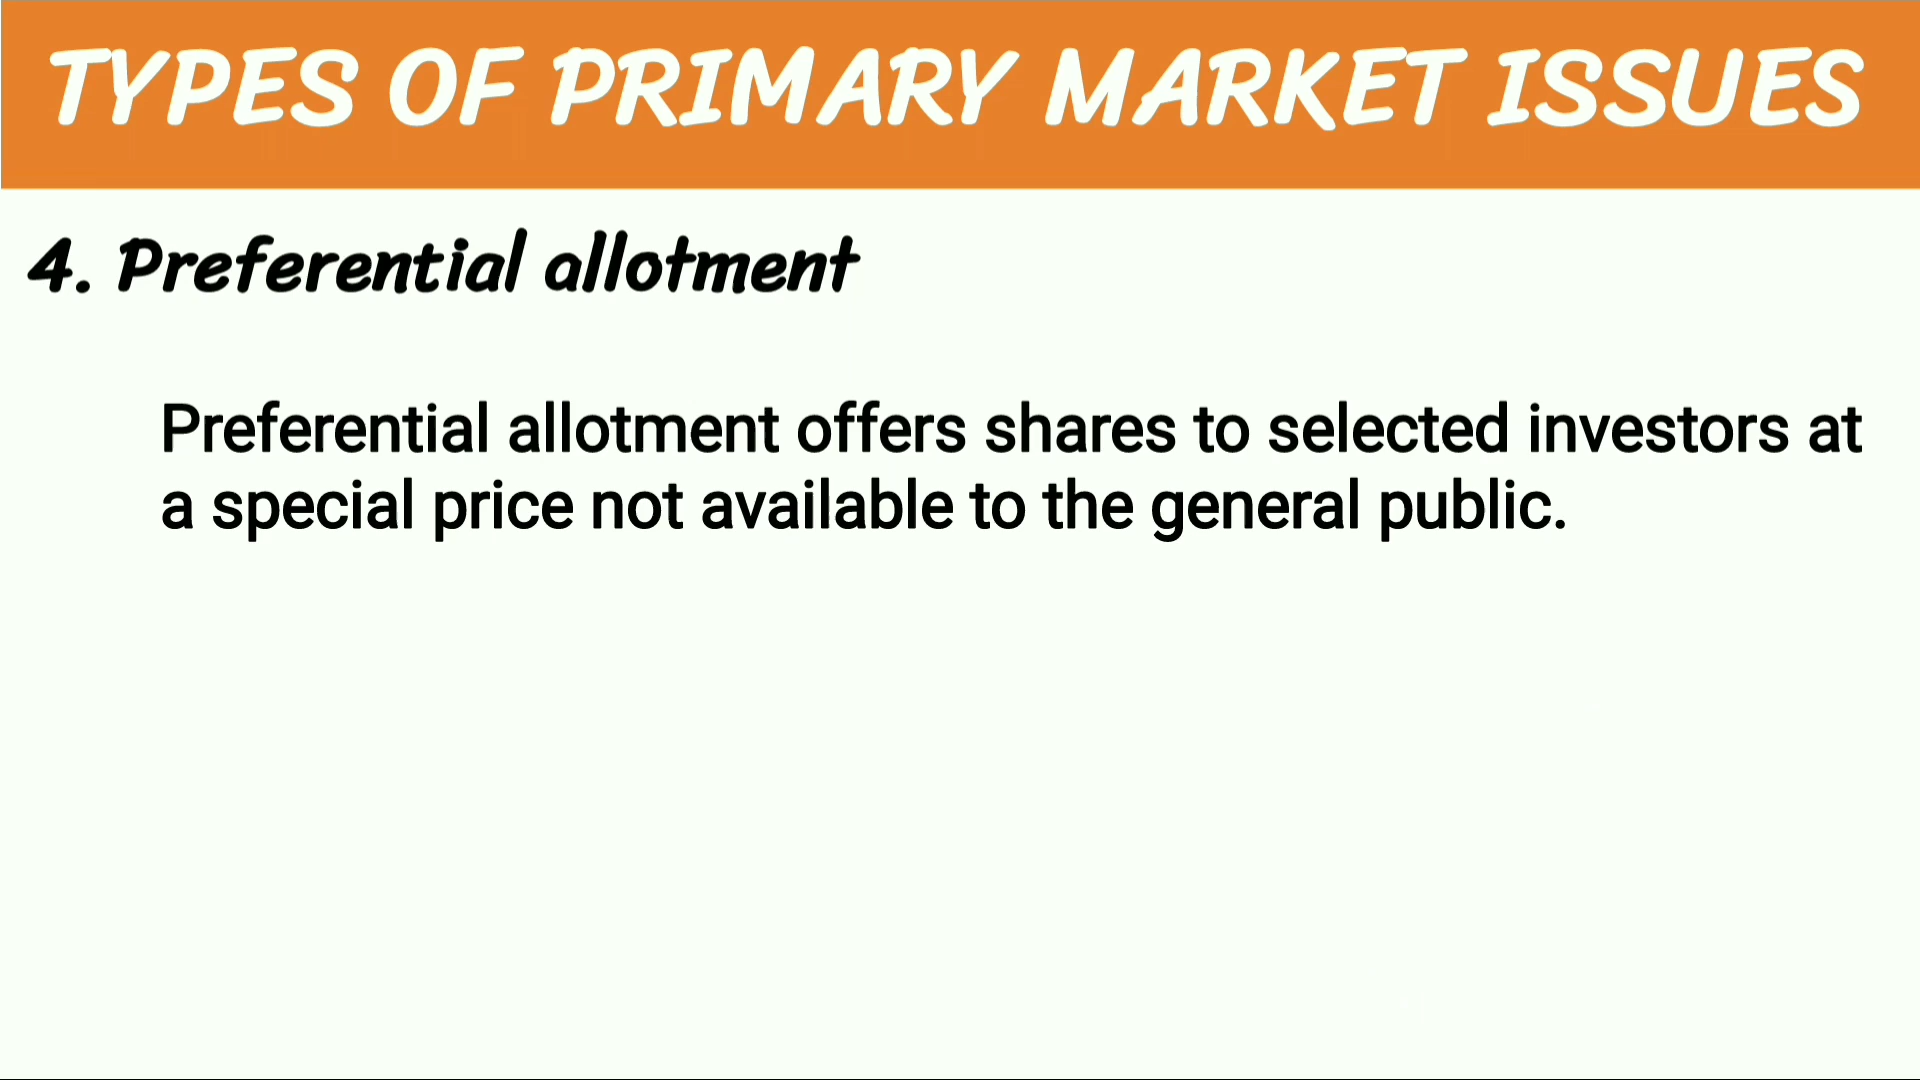 TYPES OF PRIMARY MARKET ISSUES
4. Preferential allotment
Preferential allotment offers shares to selected investors at
a special price not available to the general public.